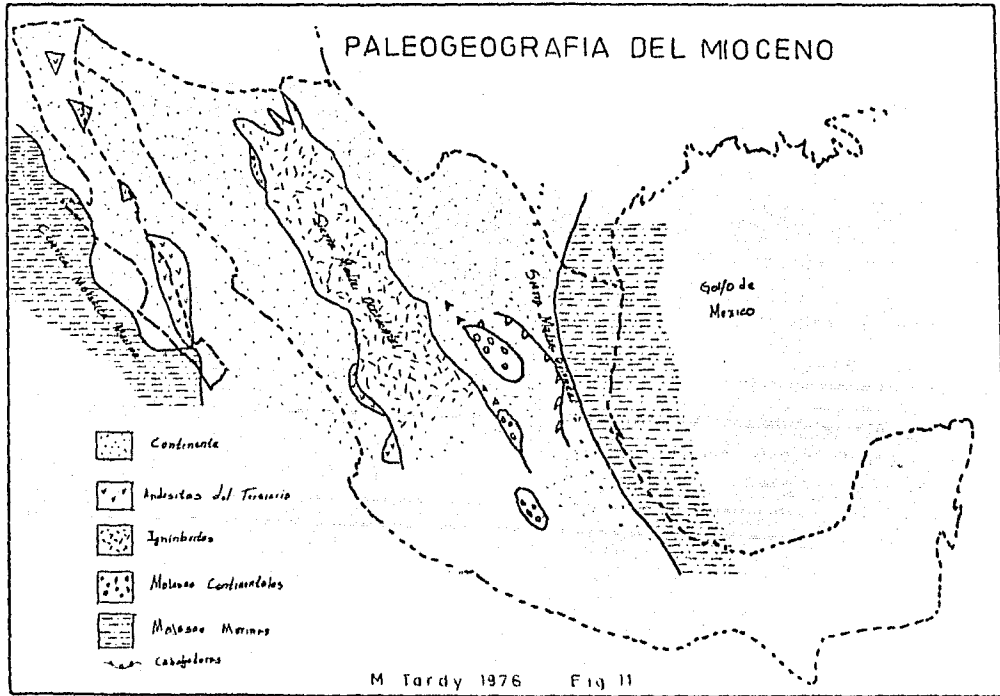 PALEOGEOGRAFIA DEL MIOCENO
Sierra Madre Occidental
Sierra Madre Oriental
Golfo de
Mexico
Continente
Andesitas del Terciario
Ignimbritas
Molasas Continentales
Molasas Marinas
Cabalgaduras
M Tardy 1976 Fig 11